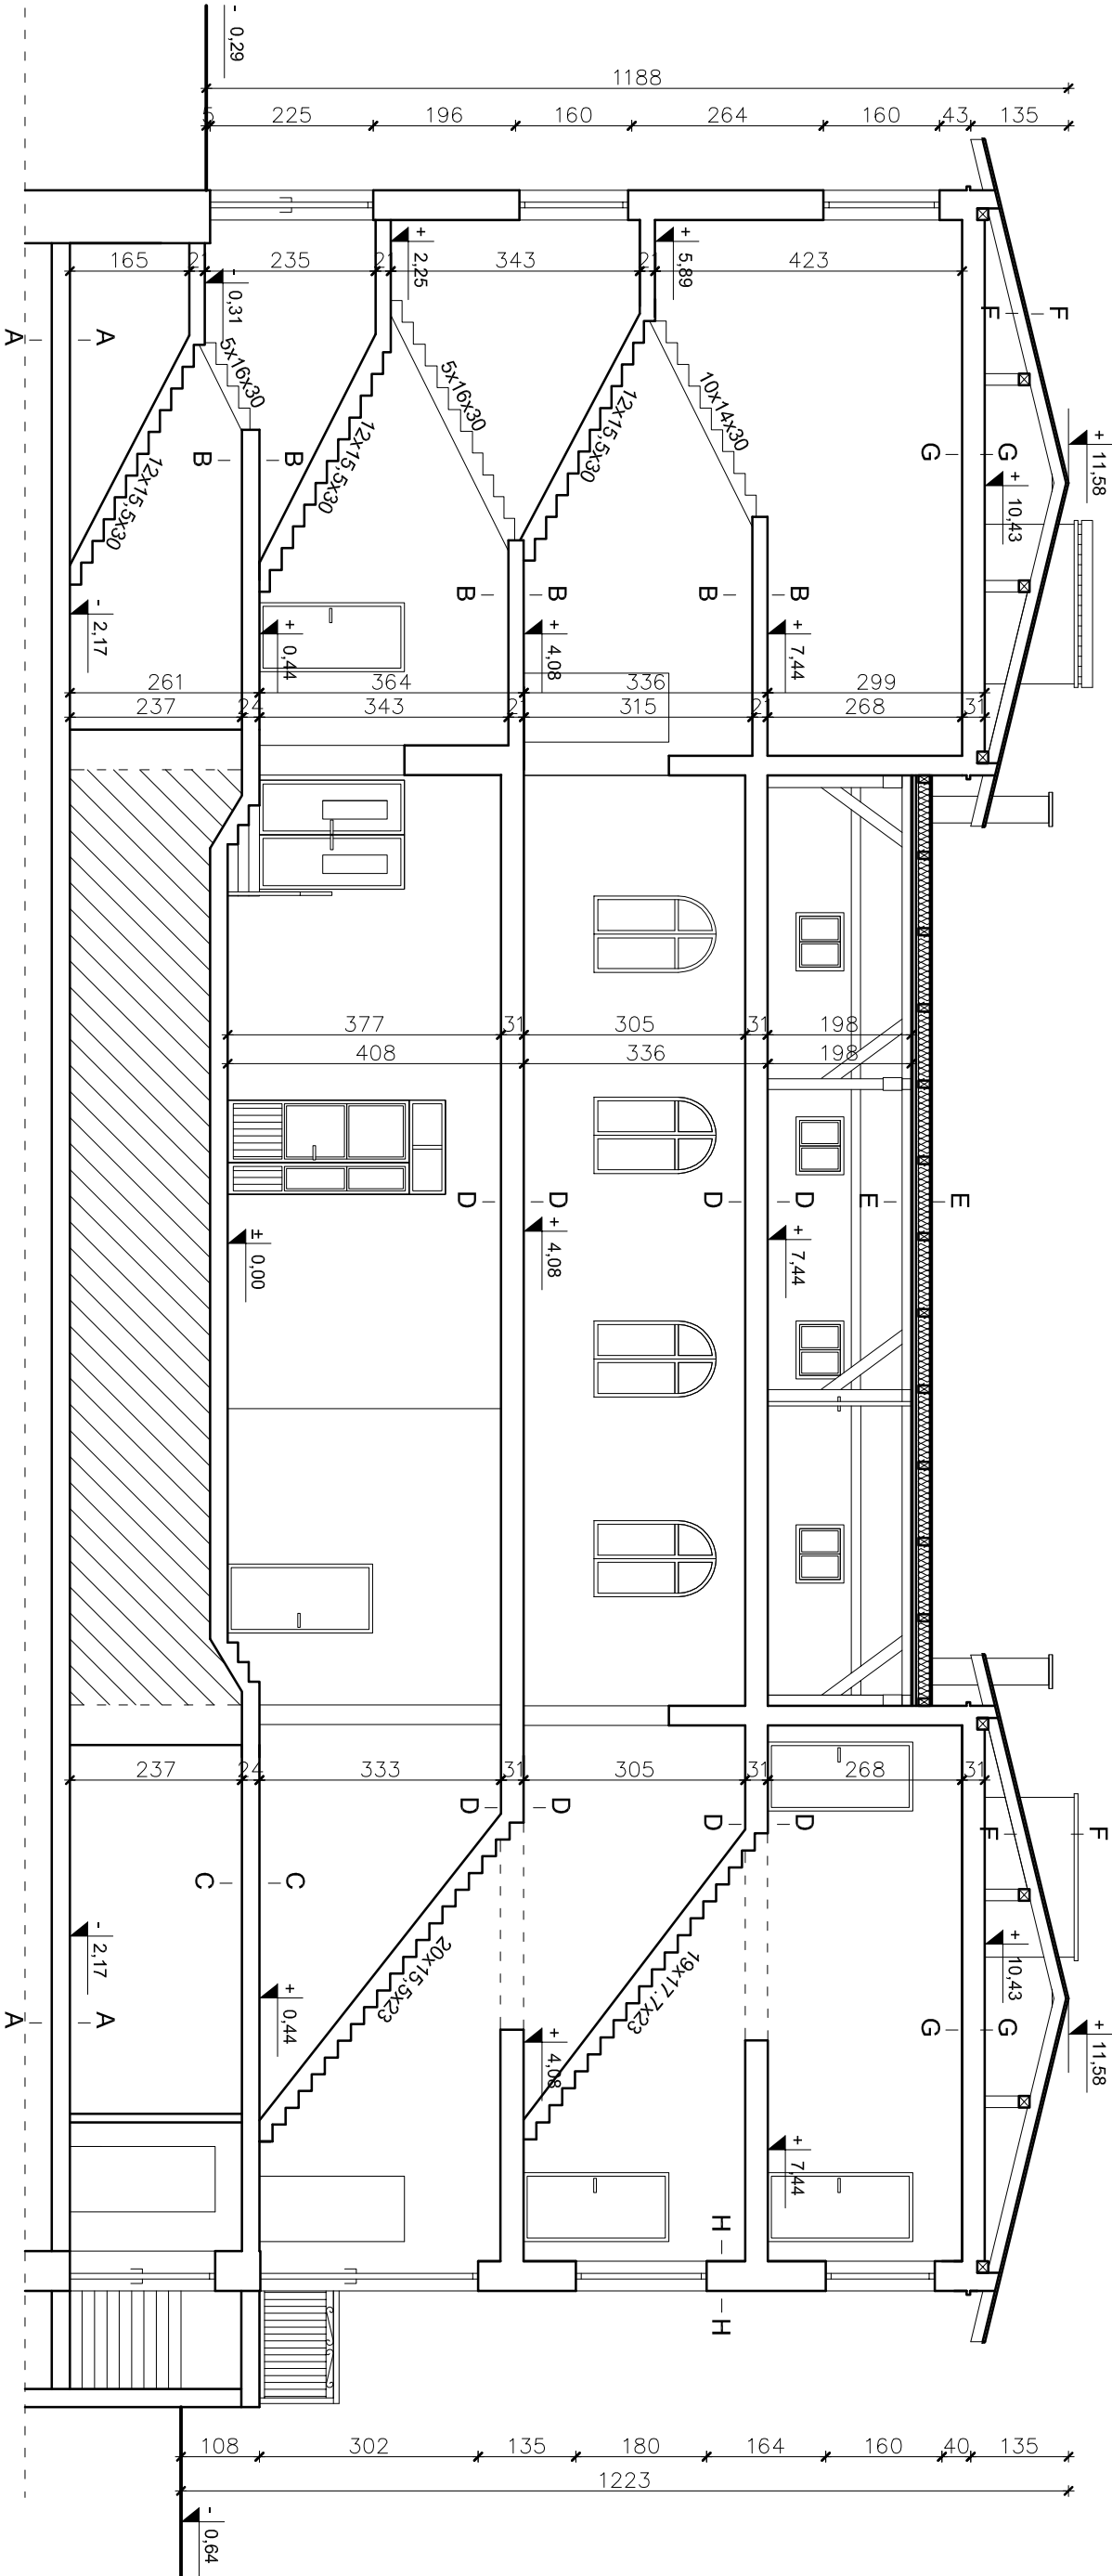 - 0,29
1188
5 225 196 160 264 160 43 135
165 21 235 21 343 21 423
- 0,31
+ 2,25
+ 5,89
A A
F F
5x16x30
12x15,5x30
12x15,5x30
5x16x30
12x15,5x30
10x14x30
B B
G G
+ 11,58
+ 10,43
B B
B B
- 2,17
+ 0,44
+ 4,08
+ 7,44
261 364 336 299
237 24 343 21 315 21 268 31
377 31 305 31 198
408 336 198
D D
D D
E E
± 0,00
+ 4,08
+ 7,44
237 24 333 31 305 31 268 31
D D
D D
F F
C C
- 2,17
+ 0,44
20x15,5x23
19x17.7x23
+ 10,43
A A
G G
+ 4,08
+ 11,58
+ 7,44
H H
108 302 135 180 164 160 40 135
1223
- 0,64